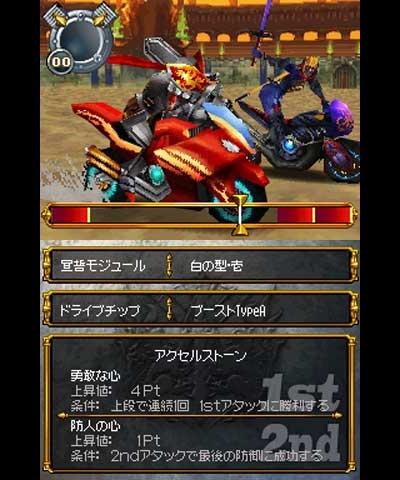 00
宣誓モジュール 白の型・壱
ドライブチップ ブーストTypeA
アクセルストーン
勇敢な心
上昇値: 4Pt
条件: 上段で連続1回 1stアタックに勝利する
1st
防人の心
上昇値: 1Pt
条件: 2ndアタックで最後の防御に成功する
2nd